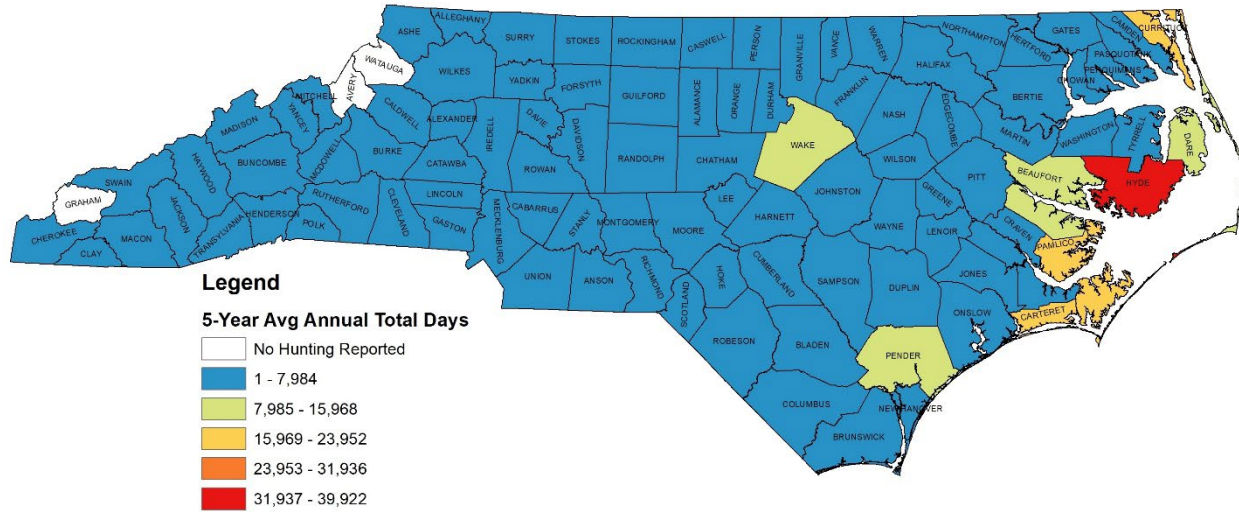 ALLEGHANY
ASHE
SURRY
STOKES
ROCKINGHAM
CASWELL
PERSON
GRANVILLE
VANCE
WARREN
NORTHAMPTON
HERTFORD
GATES
CAMDEN
CURRITUCK
PASQUOTANK
PERQUIMANS
CHOWAN
WATAUGA
WILKES
YADKIN
FORSYTH
GUILFORD
ALAMANCE
ORANGE
DURHAM
FRANKLIN
HALIFAX
BERTIE
AVERY
MITCHELL
YANCEY
MADISON
CALDWELL
ALEXANDER
IREDELL
DAVIE
DAVIDSON
RANDOLPH
CHATHAM
WAKE
NASH
EDGECOMBE
MARTIN
WASHINGTON
TYRRELL
DARE
HAYWOOD
BUNCOMBE
MCDOWELL
BURKE
CATAWBA
ROWAN
WILSON
PITT
BEAUFORT
HYDE
SWAIN
GRAHAM
JACKSON
HENDERSON
RUTHERFORD
CLEVELAND
LINCOLN
GASTON
CABARRUS
STANLY
MONTGOMERY
MOORE
LEE
HARNETT
JOHNSTON
GREENE
WAYNE
LENOIR
CRAVEN
PAMLICO
CHEROKEE
MACON
CLAY
TRANSYLVANIA
POLK
MECKLENBURG
UNION
ANSON
RICHMOND
SCOTLAND
HOKE
CUMBERLAND
SAMPSON
DUPLIN
JONES
ONSLOW
CARTERET
ROBESON
BLADEN
PENDER
COLUMBUS
NEW HANOVER
BRUNSWICK
Legend
5-Year Avg Annual Total Days
No Hunting Reported
1 - 7,984
7,985 - 15,968
15,969 - 23,952
23,953 - 31,936
31,937 - 39,922